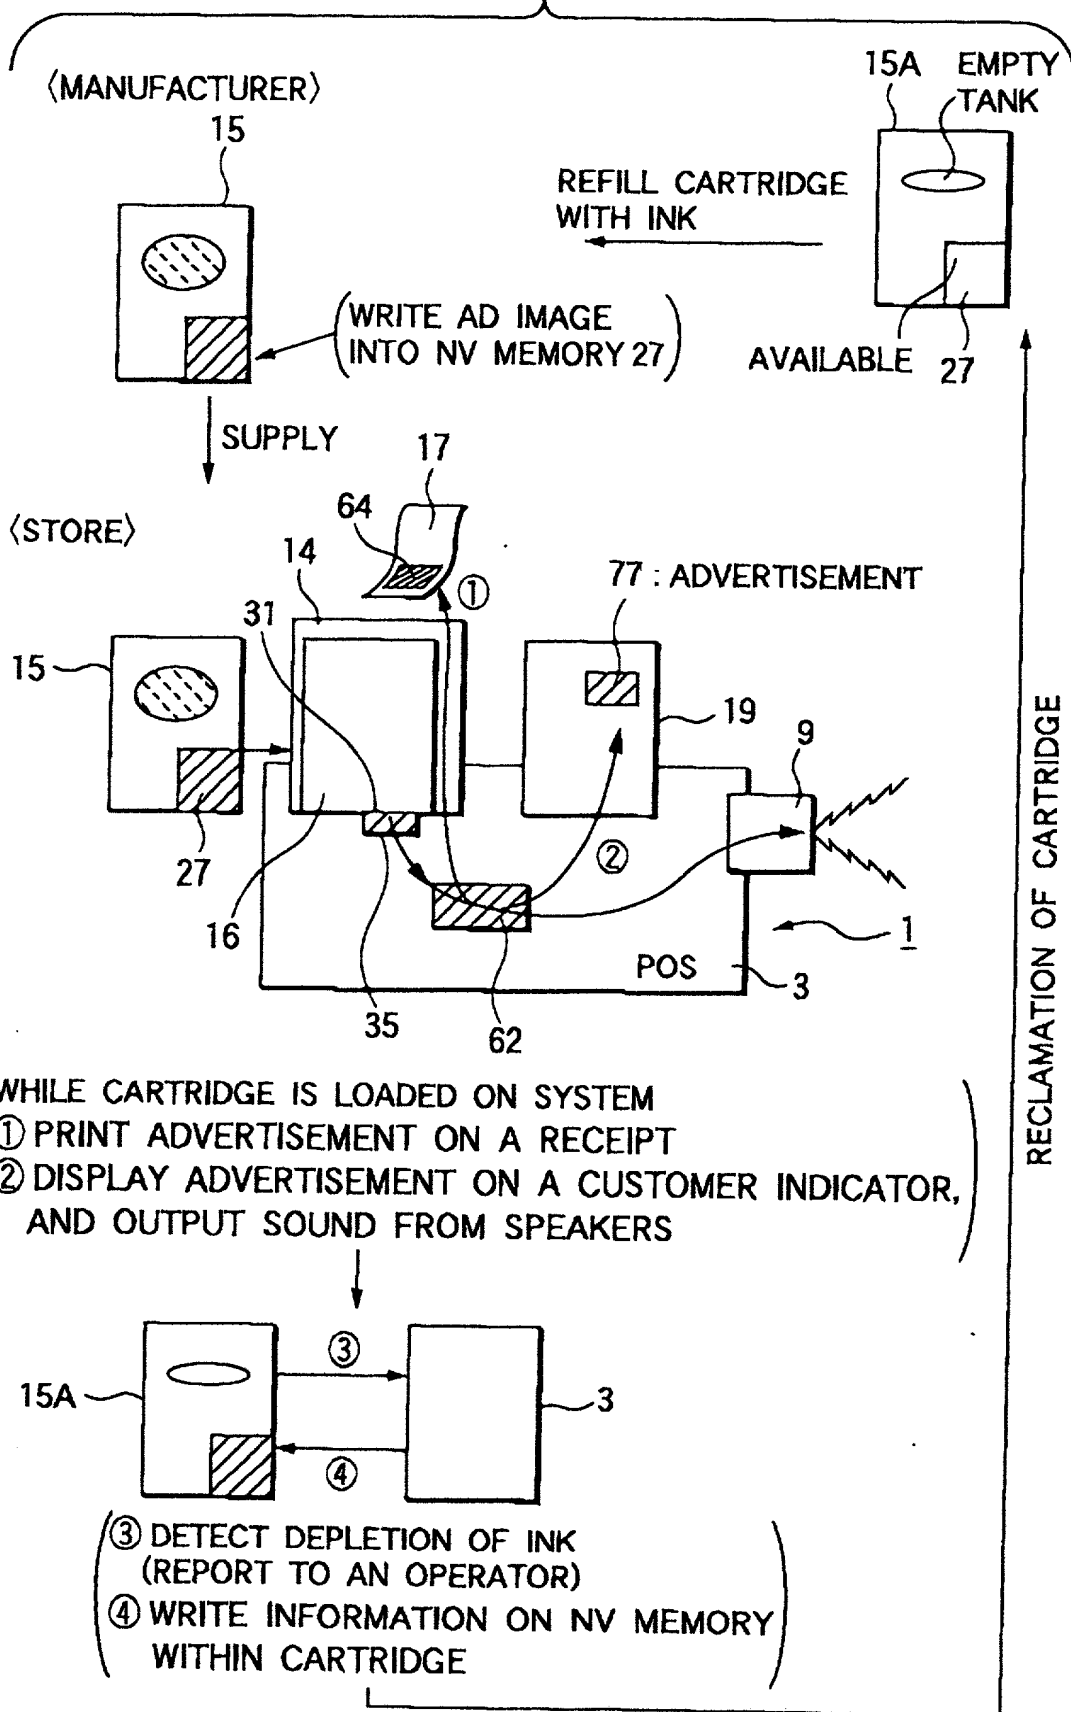 〈MANUFACTURER〉
15
15A EMPTY
TANK
REFILL CARTRIDGE
WITH INK
WRITE AD IMAGE
INTO NV MEMORY 27
AVAILABLE 27
SUPPLY
17
64
〈STORE〉
14
①
77 : ADVERTISEMENT
31
15
19
9
②
27
16
1
POS
3
35
62
RECLAMATION OF CARTRIDGE
WHILE CARTRIDGE IS LOADED ON SYSTEM
① PRINT ADVERTISEMENT ON A RECEIPT
② DISPLAY ADVERTISEMENT ON A CUSTOMER INDICATOR,
AND OUTPUT SOUND FROM SPEAKERS
③
15A
3
④
③ DETECT DEPLETION OF INK
(REPORT TO AN OPERATOR)
④ WRITE INFORMATION ON NV MEMORY
WITHIN CARTRIDGE